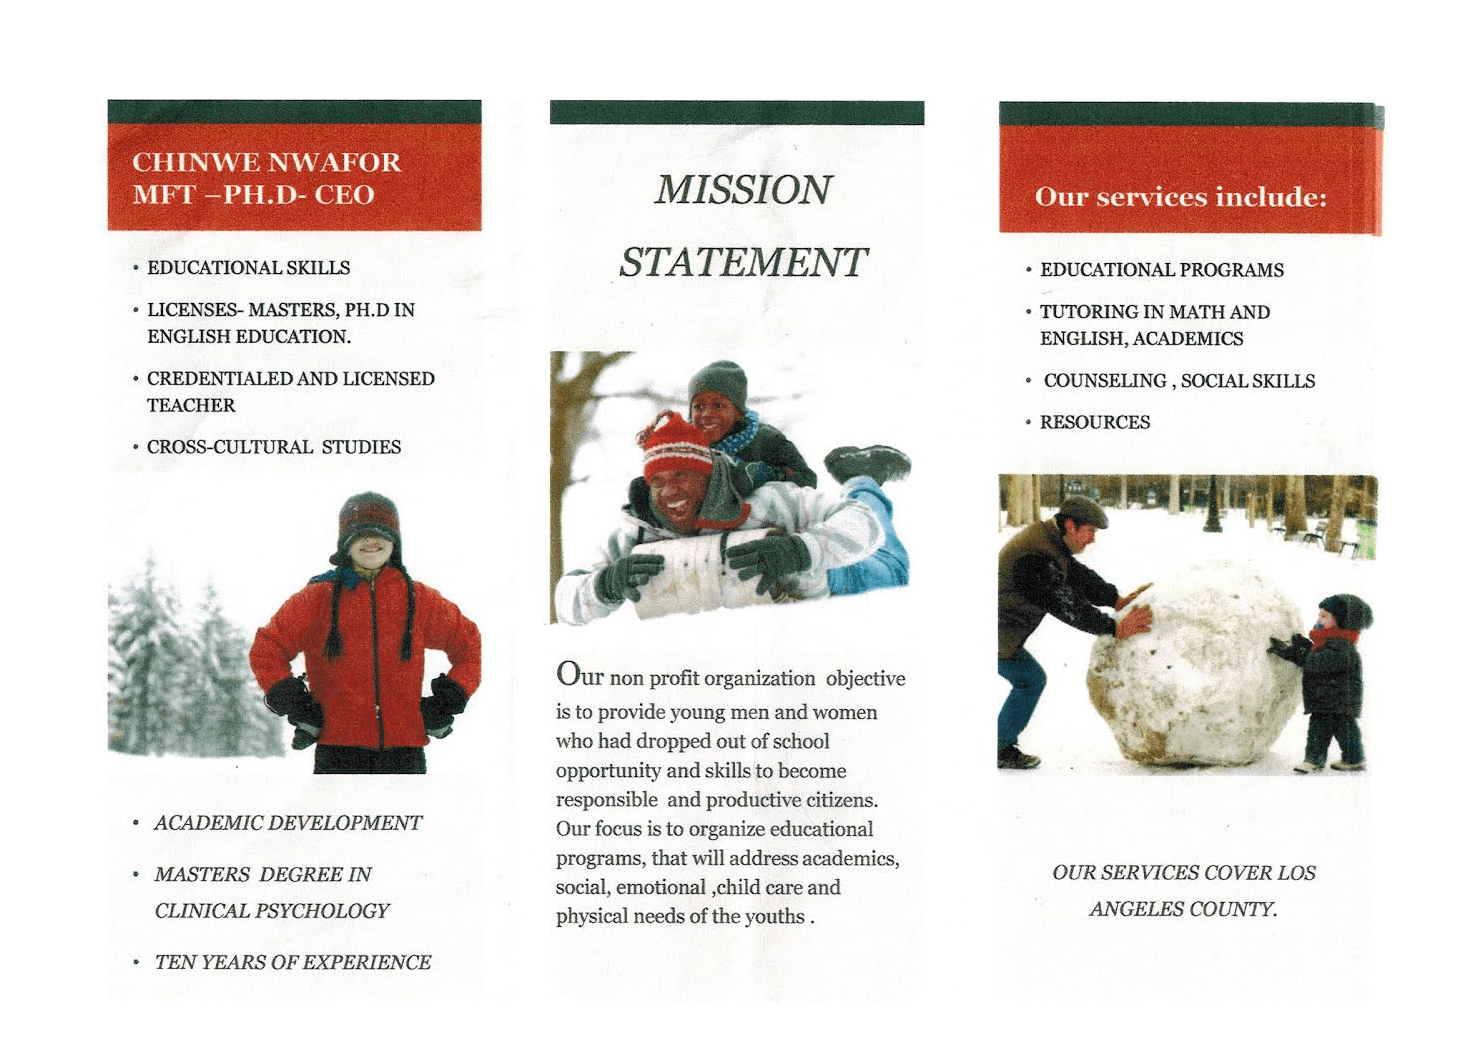 CHINWE NWAFOR
MFT –PH.D- CEO
• EDUCATIONAL SKILLS
• LICENSES- MASTERS, PH.D IN
ENGLISH EDUCATION.
• CREDENTIALED AND LICENSED
TEACHER
• CROSS-CULTURAL STUDIES
• ACADEMIC DEVELOPMENT
• MASTERS DEGREE IN
CLINICAL PSYCHOLOGY
• TEN YEARS OF EXPERIENCE
MISSION
STATEMENT
Our non profit organization objective
is to provide young men and women
who had dropped out of school
opportunity and skills to become
responsible and productive citizens.
Our focus is to organize educational
programs, that will address academics,
social, emotional ,child care and
physical needs of the youths .
Our services include:
• EDUCATIONAL PROGRAMS
• TUTORING IN MATH AND
ENGLISH, ACADEMICS
• COUNSELING , SOCIAL SKILLS
• RESOURCES
OUR SERVICES COVER LOS
ANGELES COUNTY.